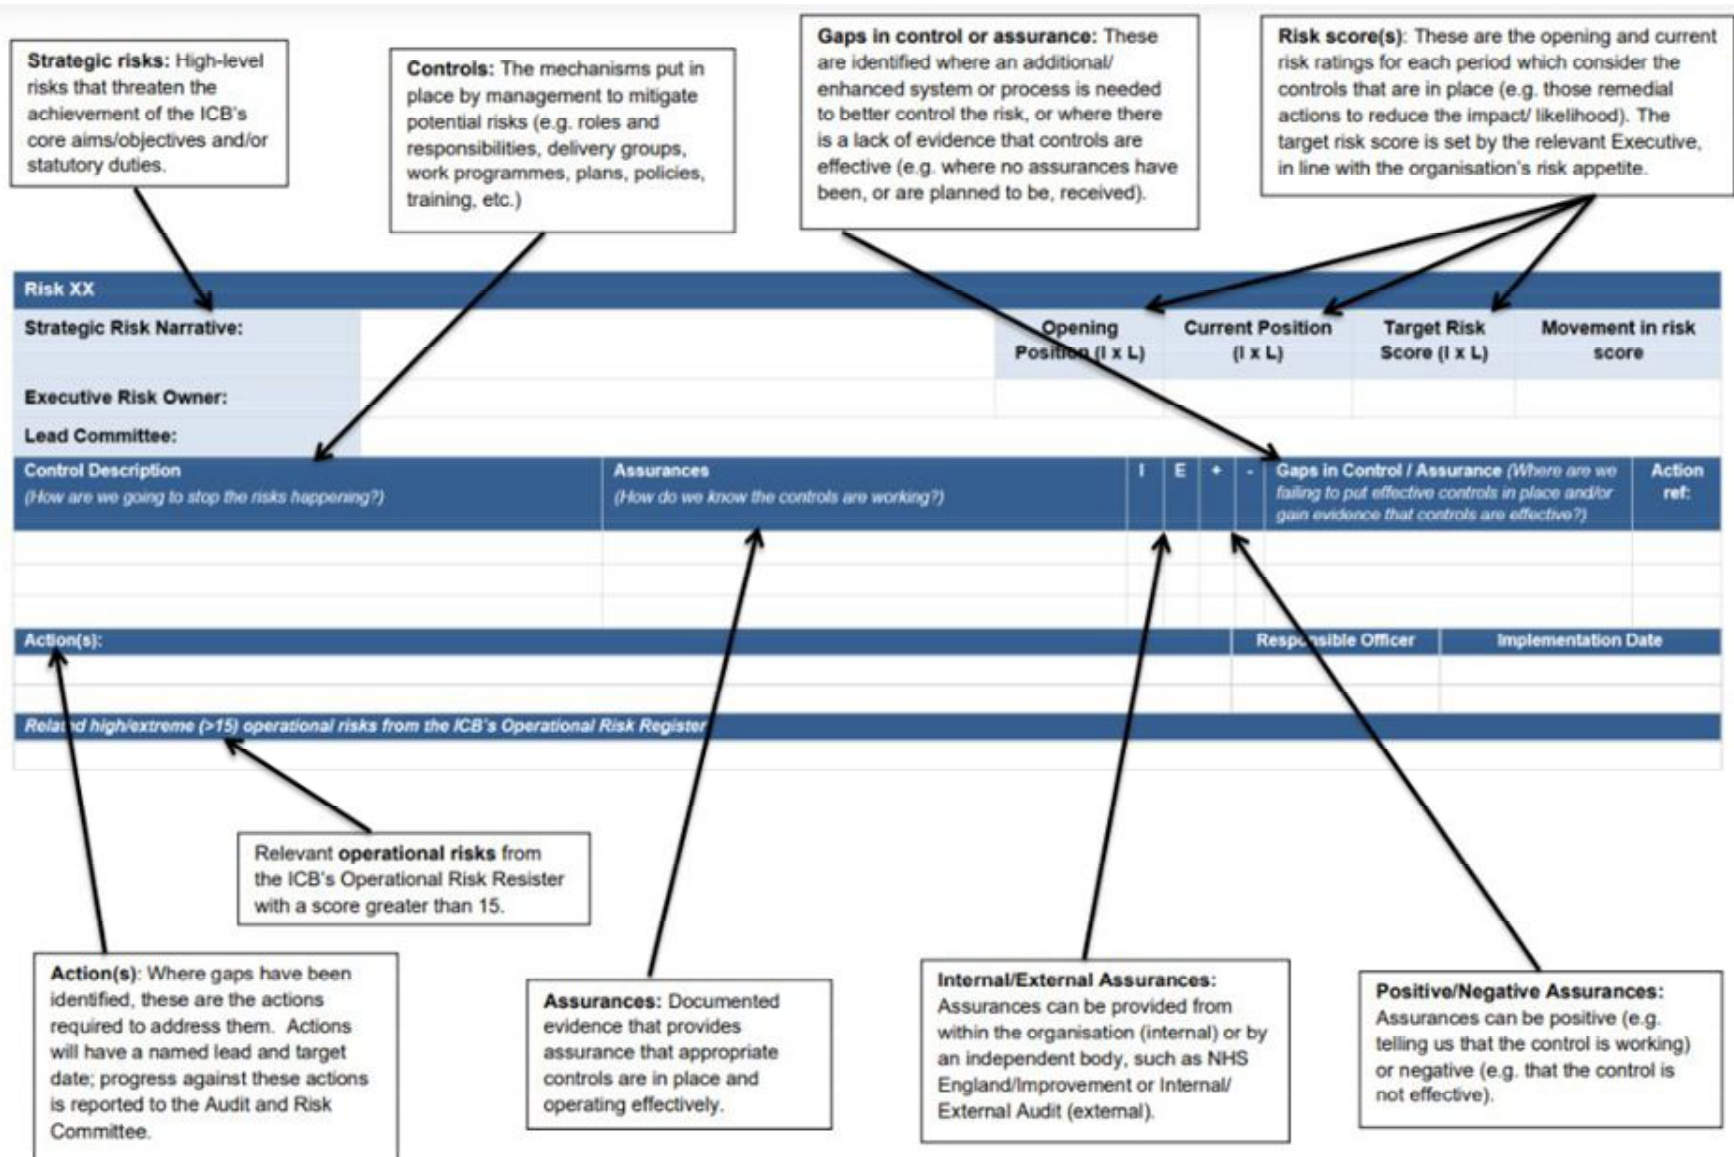 Strategic risks: High-level
risks that threaten the
achievement of the ICB's
core aims/objectives and/or
statutory duties.
Controls: The mechanisms put in
place by management to mitigate
potential risks (e.g. roles and
responsibilities, delivery groups,
work programmes, plans, policies,
training, etc.)
Gaps in control or assurance: These
are identified where an additional/
enhanced system or process is needed
to better control the risk, or where there
is a lack of evidence that controls are
effective (e.g. where no assurances have
been, or are planned to be, received).
Risk score(s): These are the opening and current
risk ratings for each period which consider the
controls that are in place (e.g. those remedial
actions to reduce the impact/ likelihood). The
target risk score is set by the relevant Executive,
in line with the organisation's risk appetite.
Risk XX
Strategic Risk Narrative:
Opening
Position (I x L)
Current Position
(I x L)
Target Risk
Score (I x L)
Movement in risk
score
Executive Risk Owner:
Lead Committee:
Control Description
(How are we going to stop the risks happening?)
Assurances
(How do we know the controls are working?)
I
E
+
-
Gaps in Control / Assurance (Where are we
failing to put effective controls in place and/or
gain evidence that controls are effective?)
Action
ref:
Action(s):
Responsible Officer
Implementation Date
Related high/extreme (>15) operational risks from the ICB's Operational Risk Register
Relevant operational risks from
the ICB's Operational Risk Resister
with a score greater than 15.
Action(s): Where gaps have been
identified, these are the actions
required to address them. Actions
will have a named lead and target
date; progress against these actions
is reported to the Audit and Risk
Committee.
Assurances: Documented
evidence that provides
assurance that appropriate
controls are in place and
operating effectively.
Internal/External Assurances:
Assurances can be provided from
within the organisation (internal) or by
an independent body, such as NHS
England/Improvement or Internal/
External Audit (external).
Positive/Negative Assurances:
Assurances can be positive (e.g.
telling us that the control is working)
or negative (e.g. that the control is
not effective).